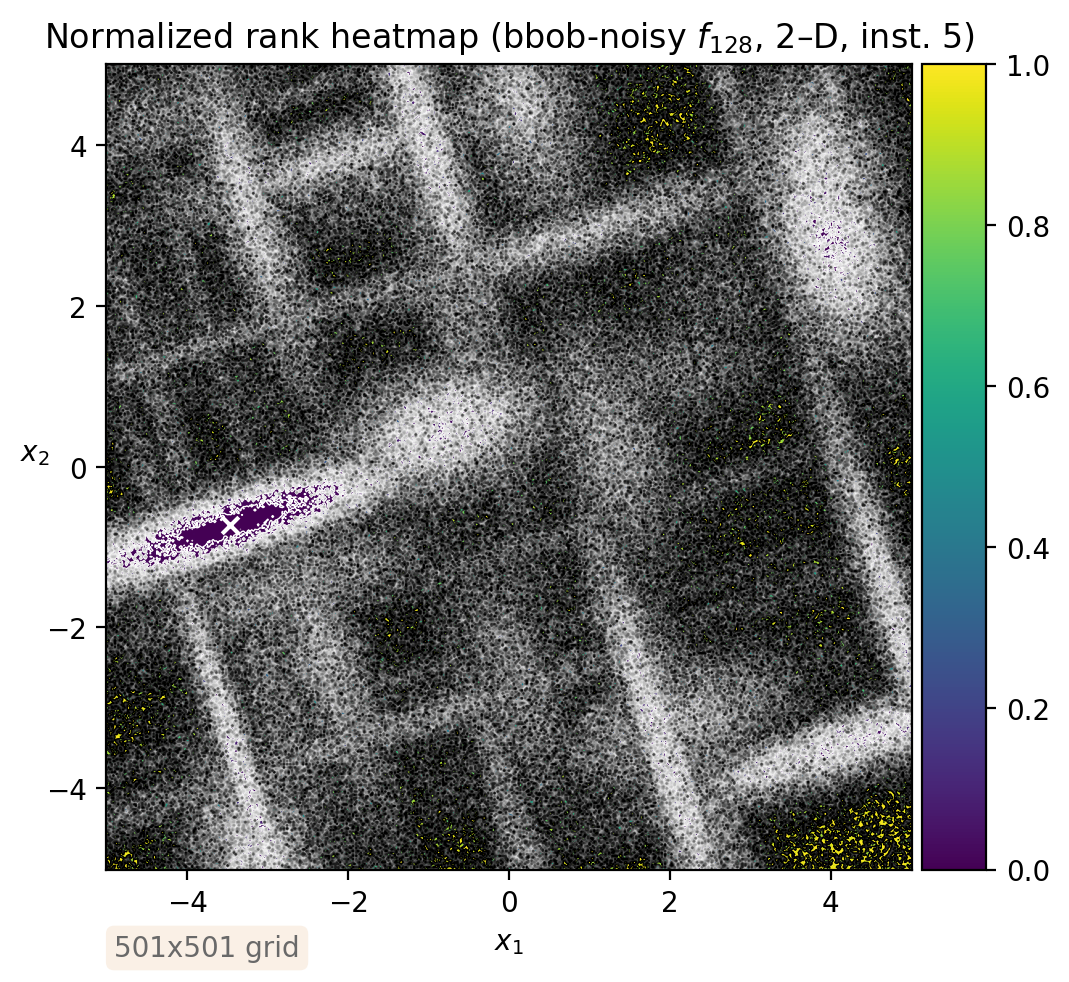 Normalized rank heatmap (bbob-noisy f₁₂₈, 2–D, inst. 5)
1.0
0.8
0.6
0.4
0.2
0.0
4
2
0
−2
−4
x₂
−4 −2 0 2 4
x₁
501x501 grid